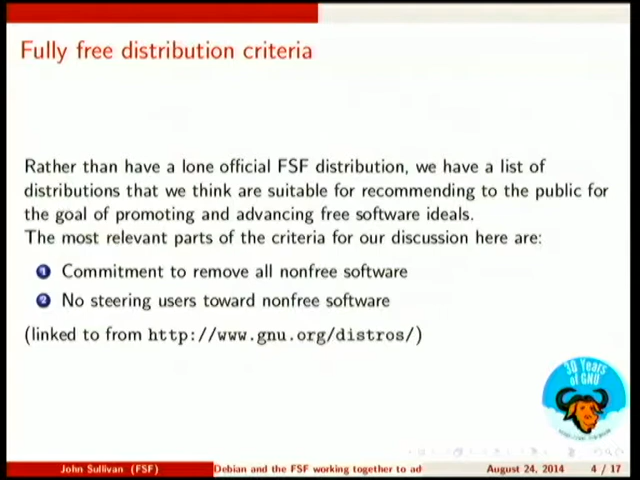 Fully free distribution criteria
Rather than have a lone official FSF distribution, we have a list of
distributions that we think are suitable for recommending to the public for
the goal of promoting and advancing free software ideals.
The most relevant parts of the criteria for our discussion here are:
1 Commitment to remove all nonfree software
2 No steering users toward nonfree software
(linked to from http://www.gnu.org/distros/)
30 Years
of GNU
John Sullivan (FSF)
Debian and the FSF working together to ad
August 24, 2014
4 / 17